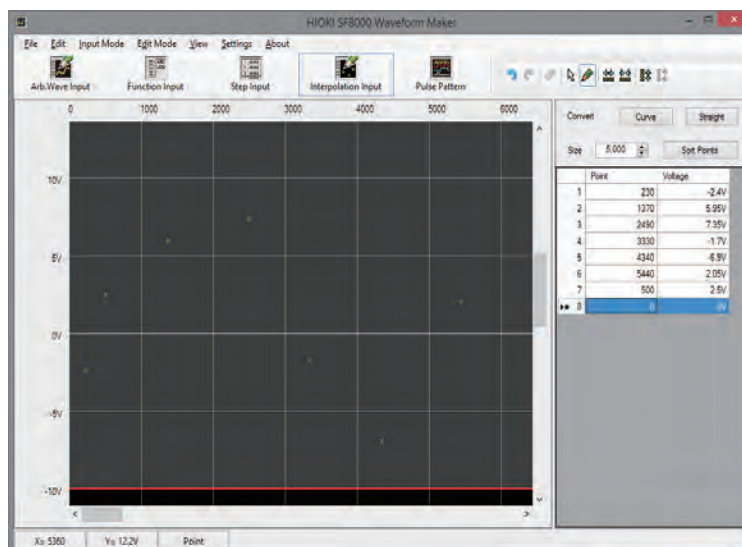 HIOKI SF8000 Waveform Maker
File Edit Input Mode Edit Mode View Settings About
Arb.Wave Input Function Input Step Input Interpolation Input Pulse Pattern
0 1000 2000 3000 4000 5000 6000
Convert Curve Straight
Size 5.000 Sort Points
Point Voltage
1 230 -2.4V
2 1370 5.95V
3 2490 7.35V
4 3330 -1.7V
5 4340 -6.9V
6 5440 2.05V
7 500 2.5V
8 0 0V
10V
5V
0V
-5V
-10V
X= 5360 Y= 12.2V Point